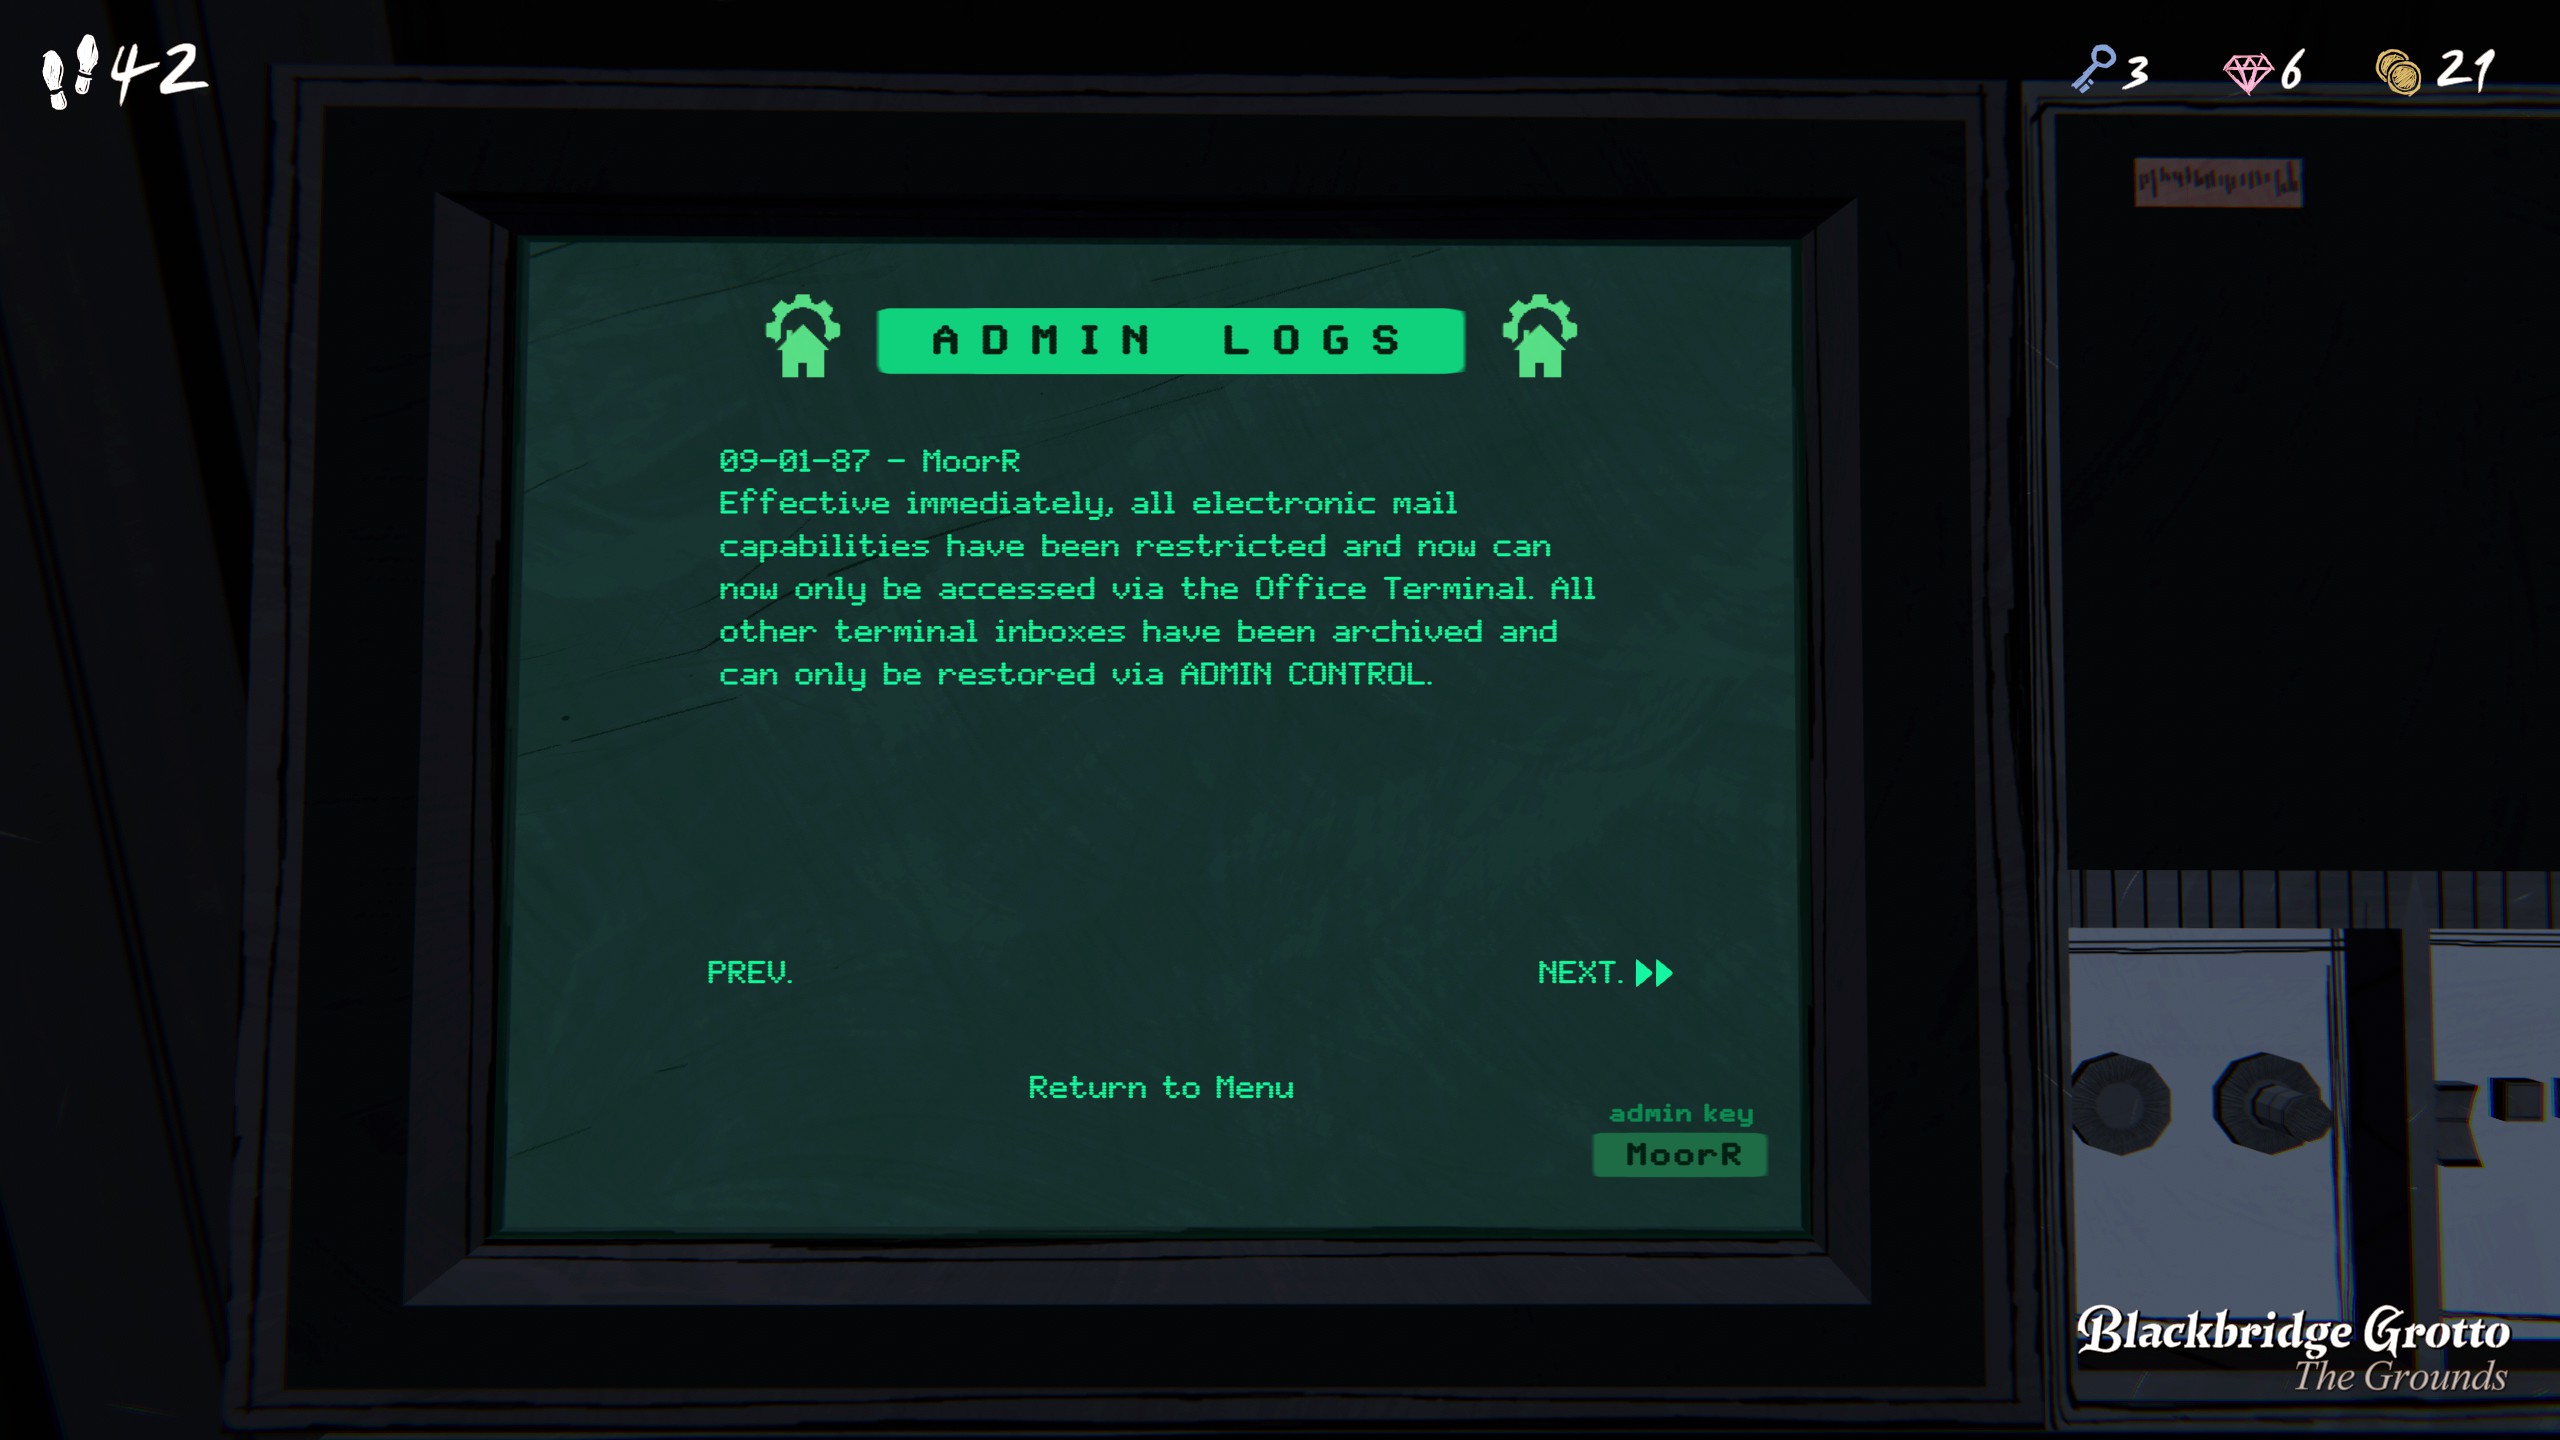 42
3
6
21
ADMIN LOGS
09-01-87 - MoorR
Effective immediately, all electronic mail
capabilities have been restricted and now can
now only be accessed via the Office Terminal. All
other terminal inboxes have been archived and
can only be restored via ADMIN CONTROL.
PREV.
NEXT.
Return to Menu
admin key
MoorR
Blackbridge Grotto
The Grounds